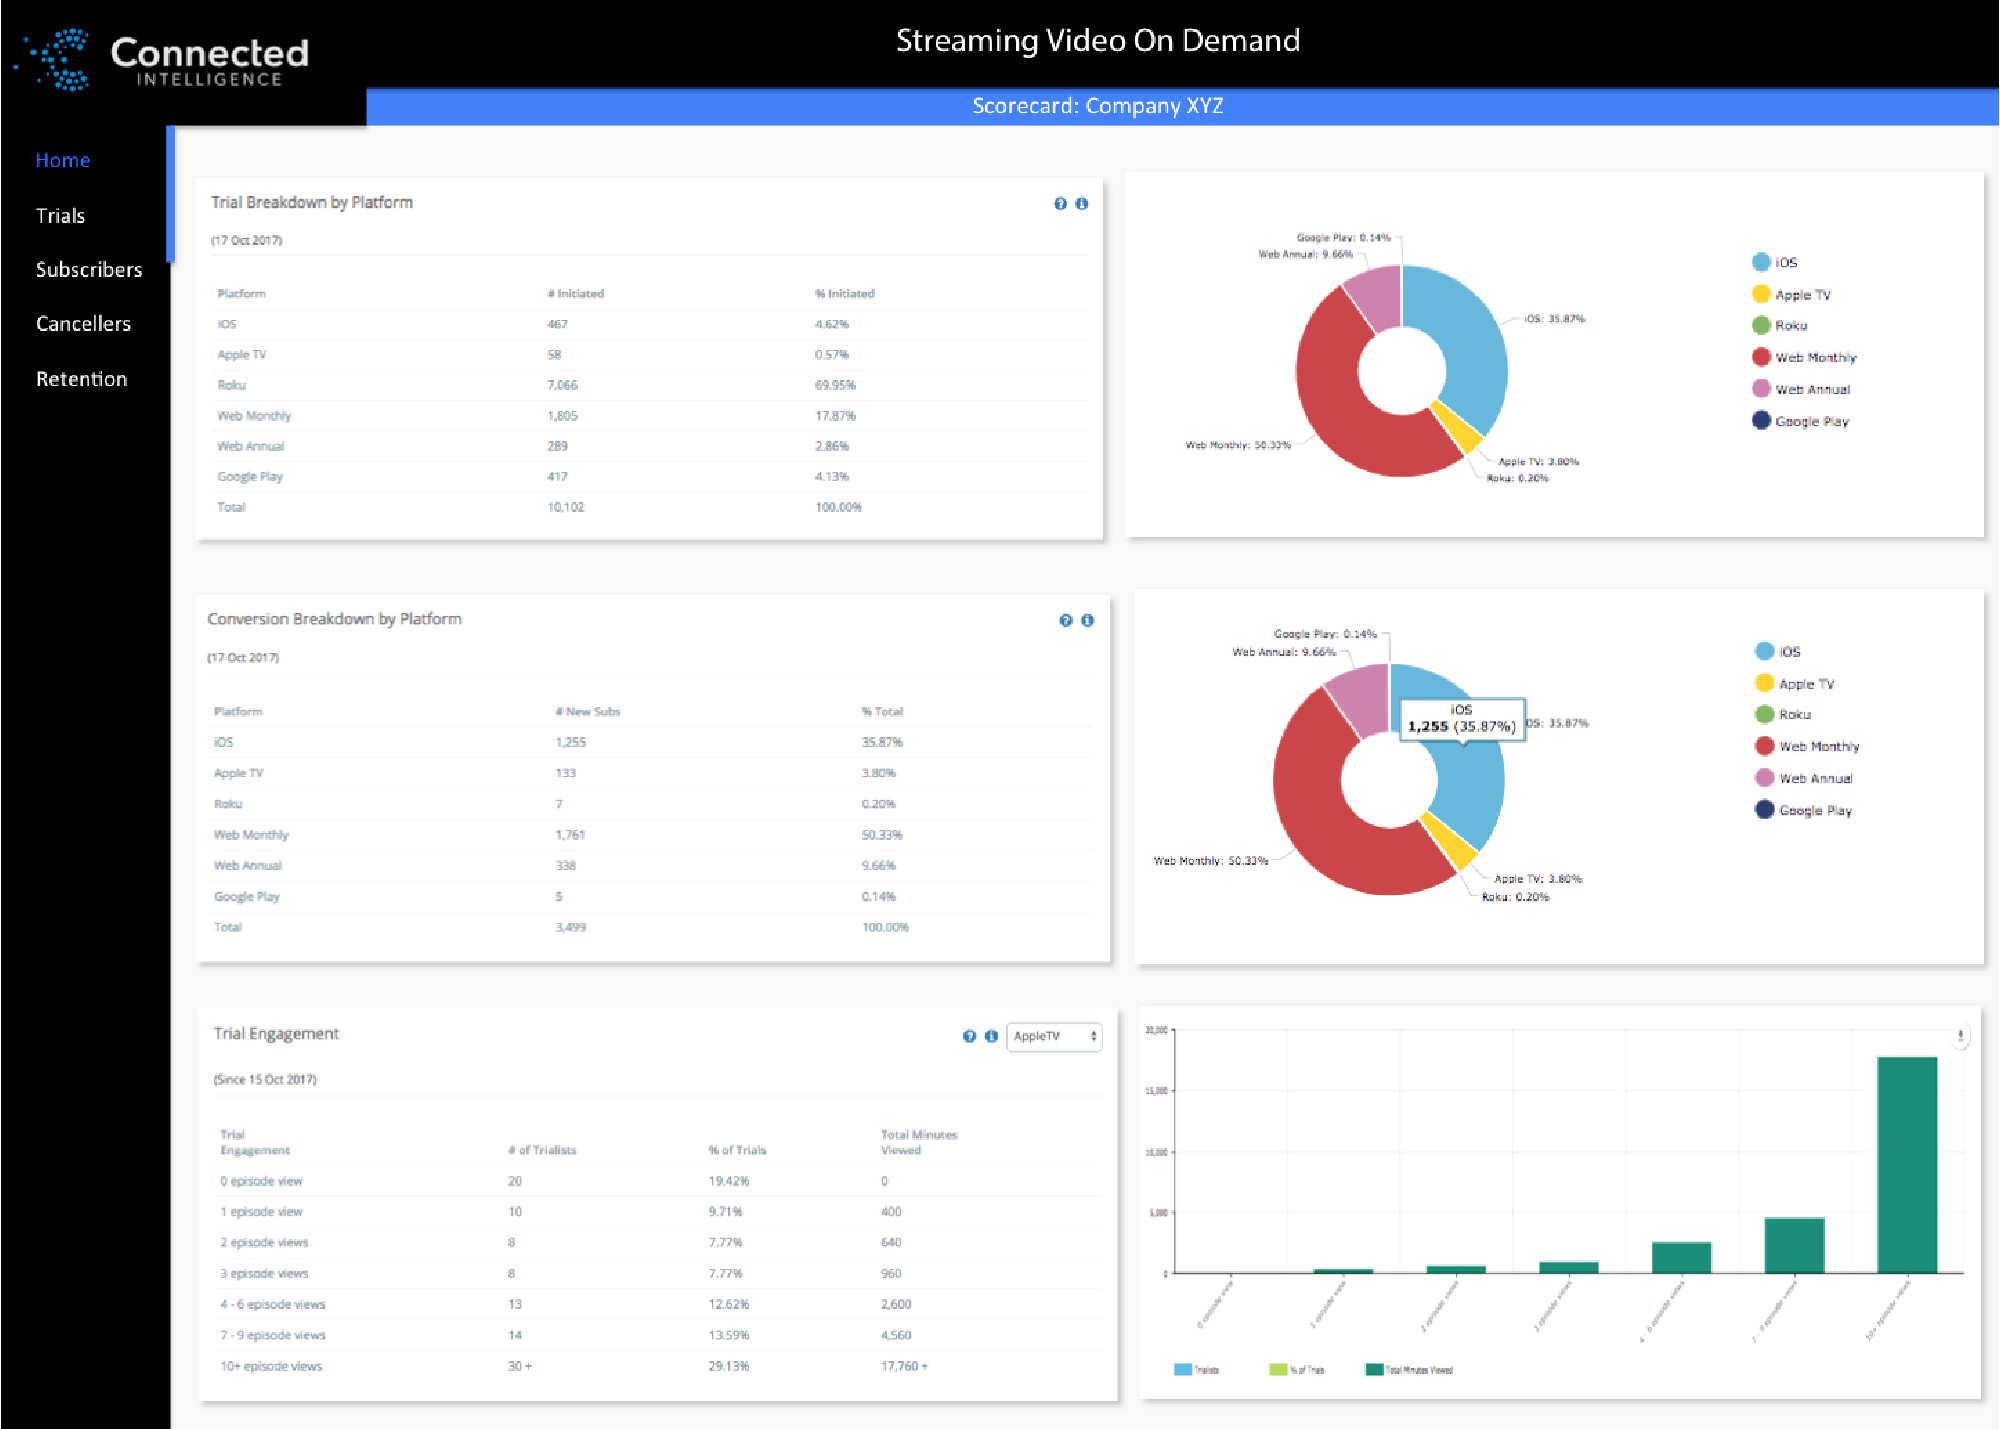 Connected
INTELLIGENCE
Streaming Video On Demand
Scorecard: Company XYZ
Home
Trials
Subscribers
Cancellers
Retention
Trial Breakdown by Platform
(17 Oct 2017)
Platform # Initiated % Initiated
iOS 467 4.62%
Apple TV 58 0.57%
Roku 7,066 69.95%
Web Monthly 1,805 17.87%
Web Annual 289 2.86%
Google Play 417 4.13%
Total 10,102 100.00%
Google Play: 0.14%
Web Annual: 9.66%
iOS: 35.87%
Web Monthly: 50.33%
Apple TV: 3.80%
Roku: 0.20%
iOS
Apple TV
Roku
Web Monthly
Web Annual
Google Play
Conversion Breakdown by Platform
(17 Oct 2017)
Platform # New Subs % Total
iOS 1,255 35.87%
Apple TV 133 3.80%
Roku 7 0.20%
Web Monthly 1,761 50.33%
Web Annual 338 9.66%
Google Play 5 0.14%
Total 3,499 100.00%
Google Play: 0.14%
Web Annual: 9.66%
iOS
1,255 (35.87%)
OS: 35.87%
Web Monthly: 50.33%
Apple TV: 3.80%
Roku: 0.20%
iOS
Apple TV
Roku
Web Monthly
Web Annual
Google Play
Trial Engagement
AppleTV
(Since 15 Oct 2017)
Trial
Engagement # of Trialists % of Trials Total Minutes
Viewed
0 episode view 20 19.42% 0
1 episode view 10 9.71% 400
2 episode views 8 7.77% 640
3 episode views 8 7.77% 960
4 - 6 episode views 13 12.62% 2,600
7 - 9 episode views 14 13.59% 4,560
10+ episode views 30 + 29.13% 17,760 +
20,000
15,000
10,000
5,000
0
0 episode view
1 episode view
2 episode views
3 episode views
4 - 6 episode views
7 - 9 episode views
10+ episode views
Trialists
% of Trials
Total Minutes Viewed